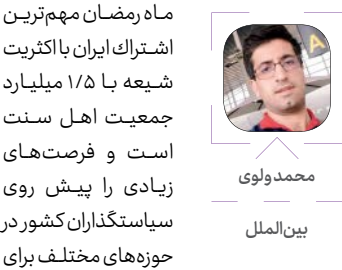 ماه رمضان مهم‌ترین
اشتراك ایران با اکثریت
شیعه با ۱/۵ میلیارد
جمعیت اهل سنت
است و فرصت‌های
زیادی را پیش روی
سیاستگذاران کشور در
حوزه‌های مختلف برای
محمد ولوی
بین‌الملل